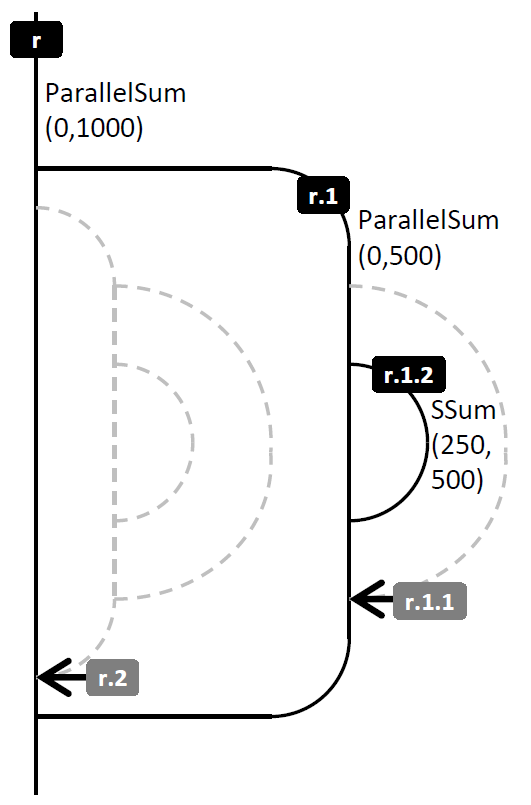 r
ParallelSum
(0,1000)
r.1
ParallelSum
(0,500)
r.1.2
SSum
(250,
500)
r.1.1
r.2